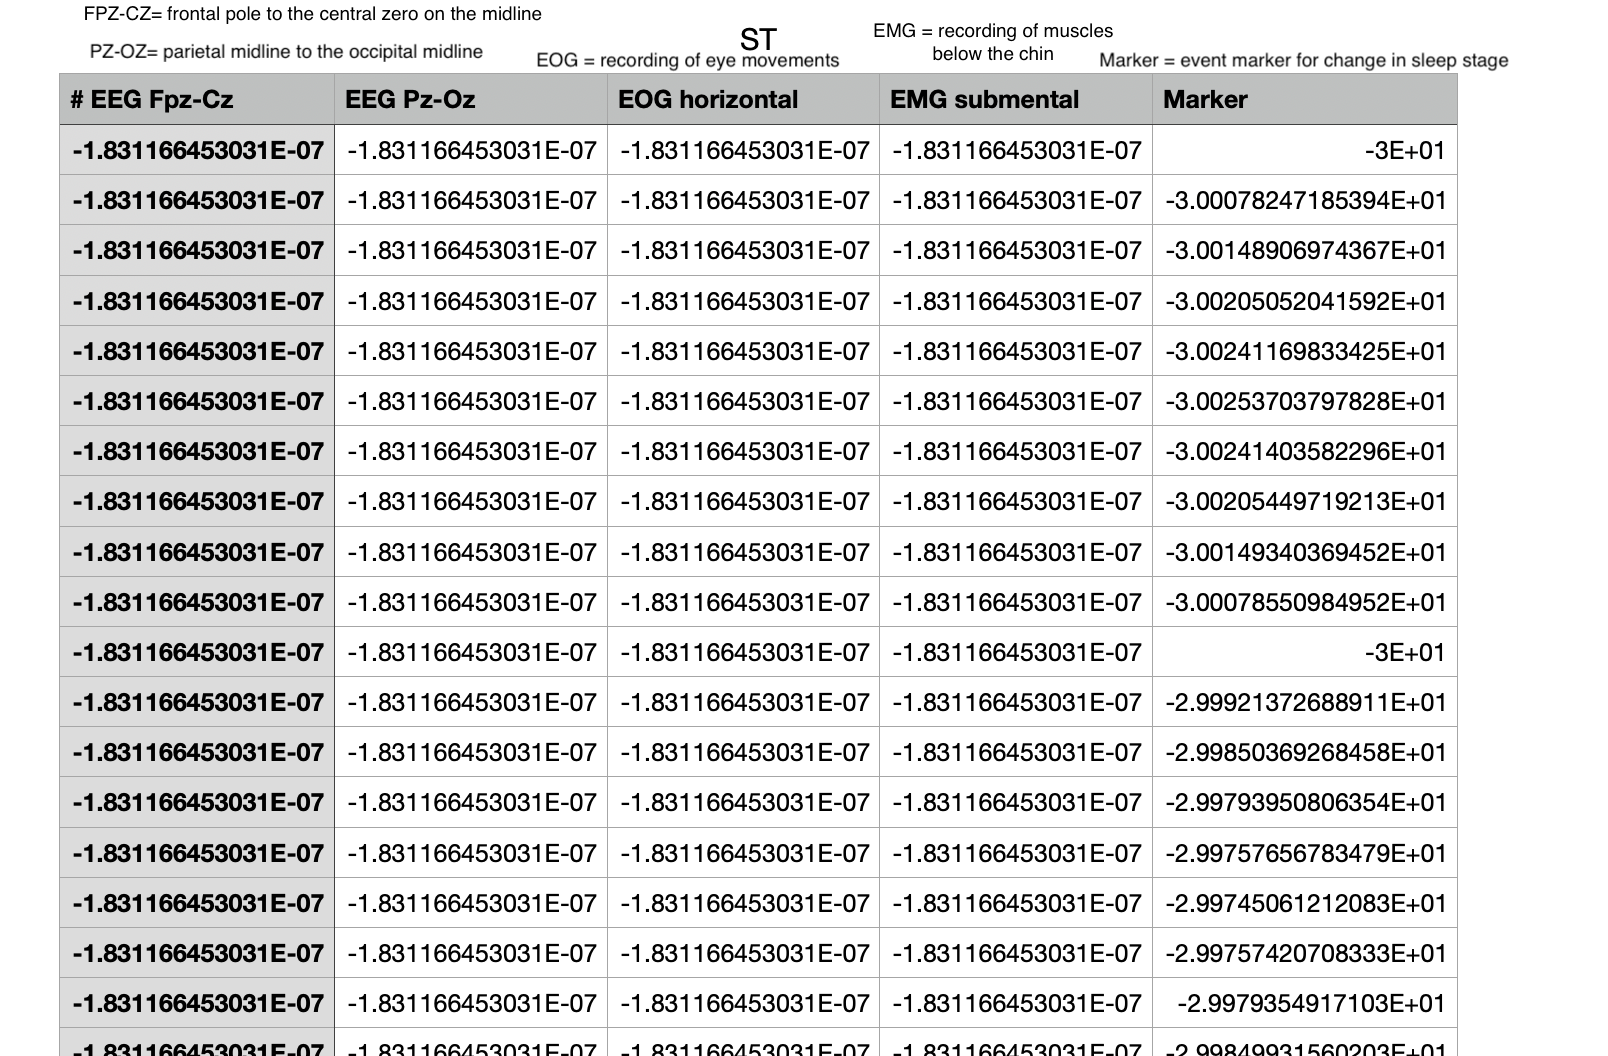 FPZ-CZ= frontal pole to the central zero on the midline
PZ-OZ= parietal midline to the occipital midline
ST
EOG = recording of eye movements
EMG = recording of muscles
below the chin
Marker = event marker for change in sleep stage
# EEG Fpz-Cz EEG Pz-Oz EOG horizontal EMG submental Marker
-1.831166453031E-07 -1.831166453031E-07 -1.831166453031E-07 -1.831166453031E-07 -3E+01
-1.831166453031E-07 -1.831166453031E-07 -1.831166453031E-07 -1.831166453031E-07 -3.00078247185394E+01
-1.831166453031E-07 -1.831166453031E-07 -1.831166453031E-07 -1.831166453031E-07 -3.00148906974367E+01
-1.831166453031E-07 -1.831166453031E-07 -1.831166453031E-07 -1.831166453031E-07 -3.00205052041592E+01
-1.831166453031E-07 -1.831166453031E-07 -1.831166453031E-07 -1.831166453031E-07 -3.00241169833425E+01
-1.831166453031E-07 -1.831166453031E-07 -1.831166453031E-07 -1.831166453031E-07 -3.00253703797828E+01
-1.831166453031E-07 -1.831166453031E-07 -1.831166453031E-07 -1.831166453031E-07 -3.00241403582296E+01
-1.831166453031E-07 -1.831166453031E-07 -1.831166453031E-07 -1.831166453031E-07 -3.00205449719213E+01
-1.831166453031E-07 -1.831166453031E-07 -1.831166453031E-07 -1.831166453031E-07 -3.00149340369452E+01
-1.831166453031E-07 -1.831166453031E-07 -1.831166453031E-07 -1.831166453031E-07 -3.00078550984952E+01
-1.831166453031E-07 -1.831166453031E-07 -1.831166453031E-07 -1.831166453031E-07 -3E+01
-1.831166453031E-07 -1.831166453031E-07 -1.831166453031E-07 -1.831166453031E-07 -2.99921372688911E+01
-1.831166453031E-07 -1.831166453031E-07 -1.831166453031E-07 -1.831166453031E-07 -2.99850369268458E+01
-1.831166453031E-07 -1.831166453031E-07 -1.831166453031E-07 -1.831166453031E-07 -2.99793950806354E+01
-1.831166453031E-07 -1.831166453031E-07 -1.831166453031E-07 -1.831166453031E-07 -2.99757656783479E+01
-1.831166453031E-07 -1.831166453031E-07 -1.831166453031E-07 -1.831166453031E-07 -2.99745061212083E+01
-1.831166453031E-07 -1.831166453031E-07 -1.831166453031E-07 -1.831166453031E-07 -2.99757420708333E+01
-1.831166453031E-07 -1.831166453031E-07 -1.831166453031E-07 -1.831166453031E-07 -2.9979354917103E+01
-1.831166453031E-07 -1.831166453031E-07 -1.831166453031E-07 -1.831166453031E-07 -2.99849931560203E+01